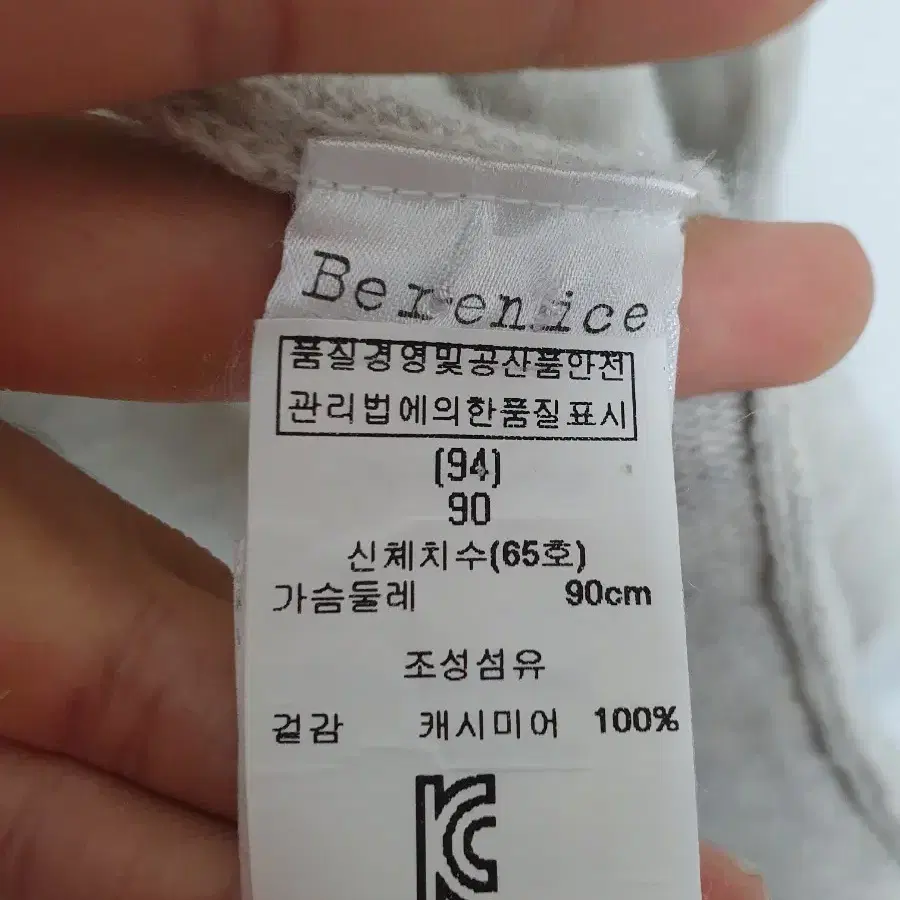 Berenice
품질경영및공산품안전
관리법에의한품질표시
(94)
90
신체치수(65호)
가슴둘레 90cm
조성섬유
겉감 캐시미어 100%
KC